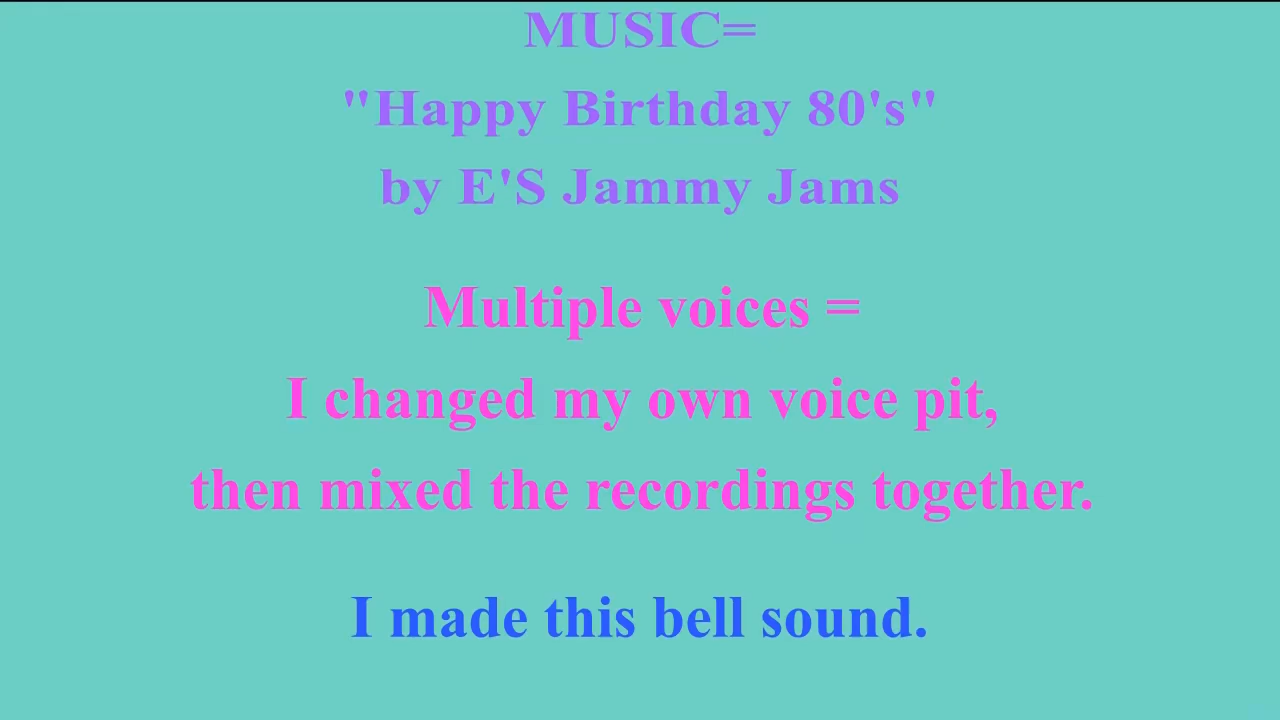 MUSIC=
"Happy Birthday 80's"
by E'S Jammy Jams
Multiple voices =
I changed my own voice pit,
then mixed the recordings together.
I made this bell sound.